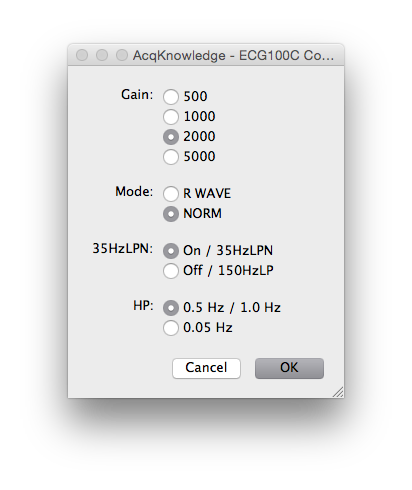 AcqKnowledge - ECG100C Co...
Gain:
500
1000
2000
5000
Mode:
R WAVE
NORM
35HzLPN:
On / 35HzLPN
Off / 150HzLP
HP:
0.5 Hz / 1.0 Hz
0.05 Hz
Cancel
OK